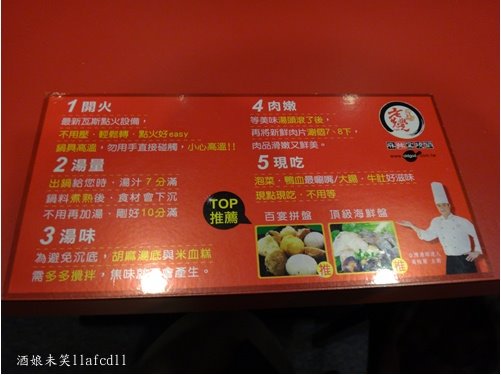 1 開火
最新瓦斯點火設備，
不用壓、輕鬆轉、點火好easy
鍋具高溫，勿用手直接碰觸，小心高溫!!
2 湯量
出鍋給您時，湯汁7分滿
鍋料煮熟後，食材會下沉
不用再加湯，剛好10分滿
3 湯味
為避免沉底，胡麻湯底與米血糕
需多多攪拌，焦味就不會產生。
4 肉嫩
等美味湯頭滾了後，
再將新鮮肉片涮個7、8下，
肉品滑嫩又鮮美。
5 現吃
泡菜、鴨血最唰嘴/大腸、牛肚好滋味
現點現吃、不用等
TOP
推薦
百宴拼盤
頂級海鮮盤
推
推
酒娘未笑llafcdll